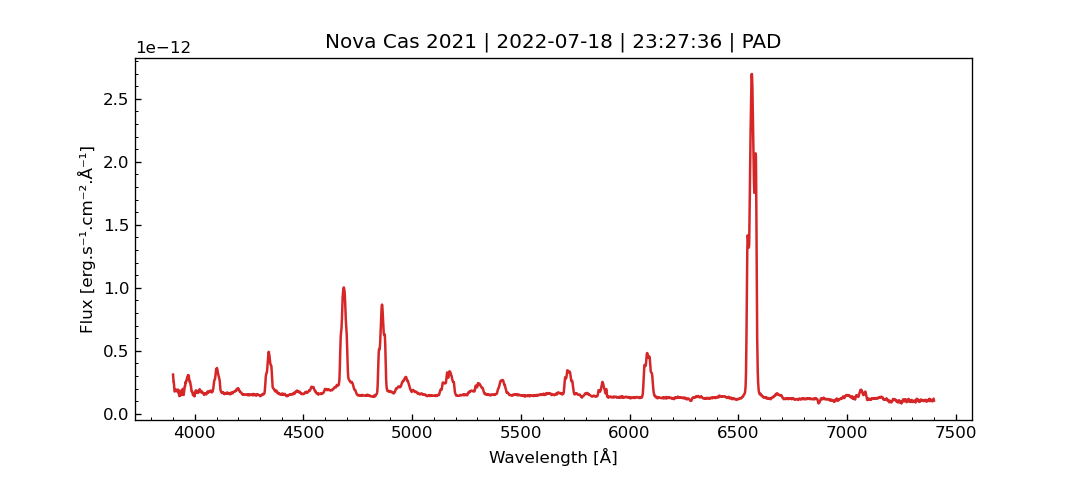 Nova Cas 2021 | 2022-07-18 | 23:27:36 | PAD
1e−12
2.5
2.0
1.5
1.0
0.5
0.0
Flux [erg.s⁻¹.cm⁻².Å⁻¹]
4000 4500 5000 5500 6000 6500 7000 7500
Wavelength [Å]